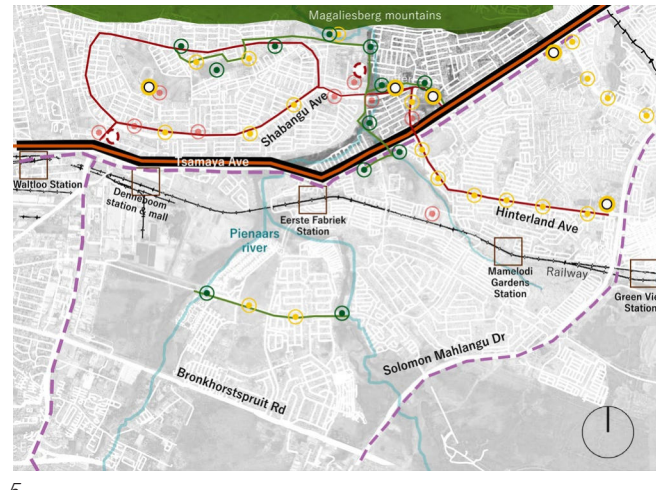 Magaliesberg mountains
Shabangu Ave
Tsamaya Ave
Waltloo Station
Denneboom
station & mall
Eerste Fabriek
Station
Hinterland Ave
Pienaars
river
Mamelodi
Gardens
Station
Railway
Green Vie
Station
Solomon Mahlangu Dr
Bronkhorstspruit Rd